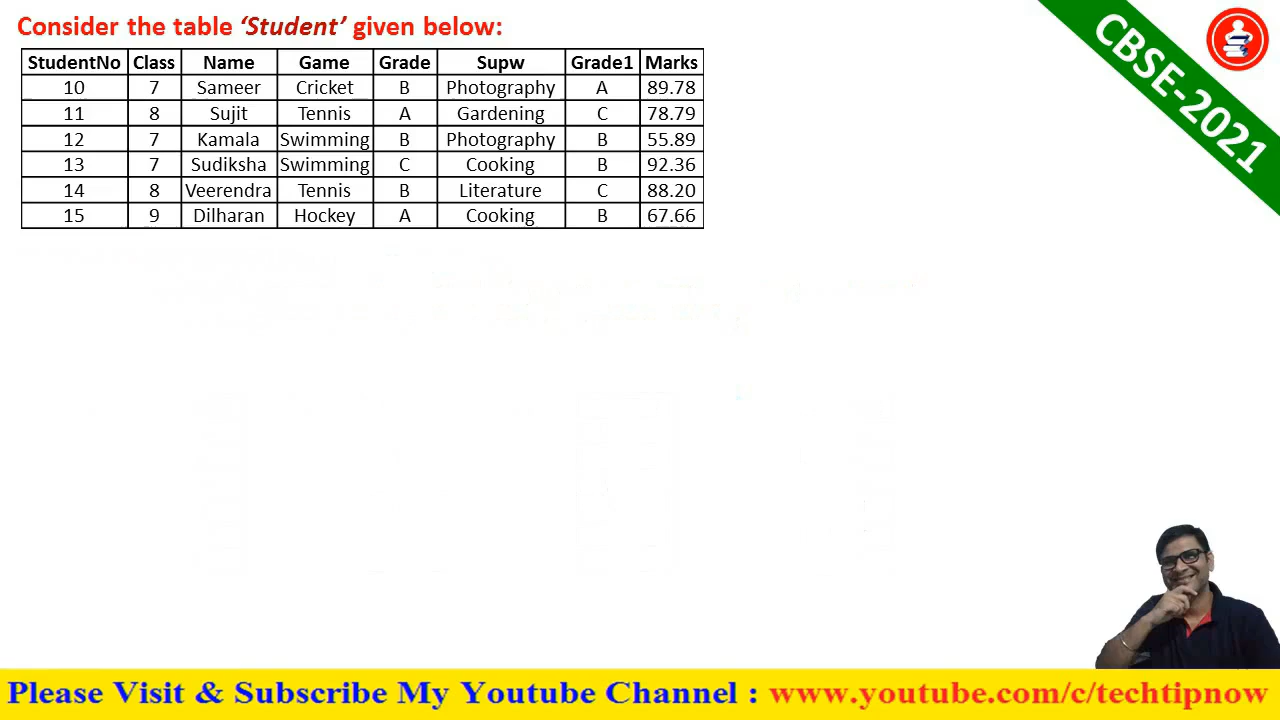 Consider the table ‘Student’ given below:
StudentNo Class Name Game Grade Supw Grade1 Marks
10 7 Sameer Cricket B Photography A 89.78
11 8 Sujit Tennis A Gardening C 78.79
12 7 Kamala Swimming B Photography B 55.89
13 7 Sudiksha Swimming C Cooking B 92.36
14 8 Veerendra Tennis B Literature C 88.20
15 9 Dilharan Hockey A Cooking B 67.66
CBSE-2021
Please Visit & Subscribe My Youtube Channel : www.youtube.com/c/techtipnow